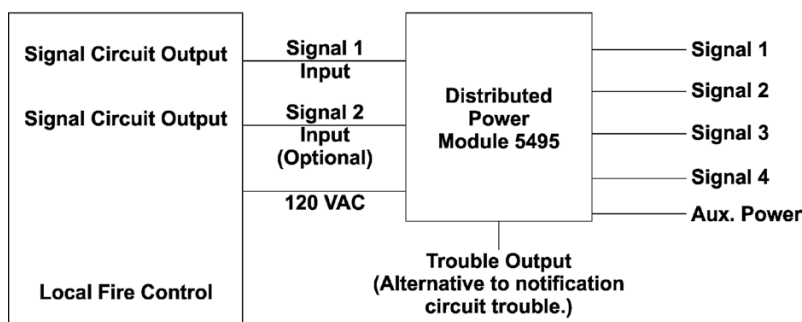 Signal Circuit Output
Signal Circuit Output
Local Fire Control
Signal 1
Input
Signal 2
Input
(Optional)
120 VAC
Distributed
Power
Module 5495
Signal 1
Signal 2
Signal 3
Signal 4
Aux. Power
Trouble Output
(Alternative to notification
circuit trouble.)